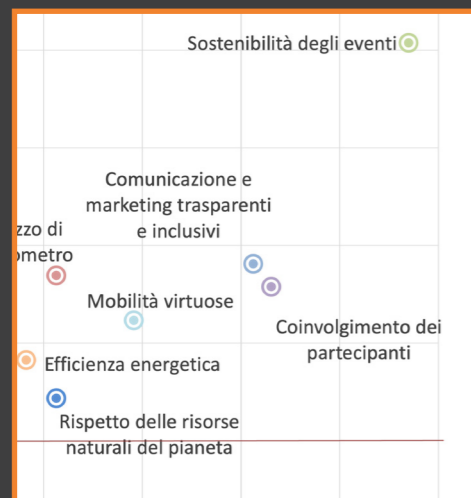 Sostenibilità degli eventi
Comunicazione e
marketing trasparenti
e inclusivi
zzo di
ometro
Mobilità virtuose
Coinvolgimento dei
partecipanti
Efficienza energetica
Rispetto delle risorse
naturali del pianeta